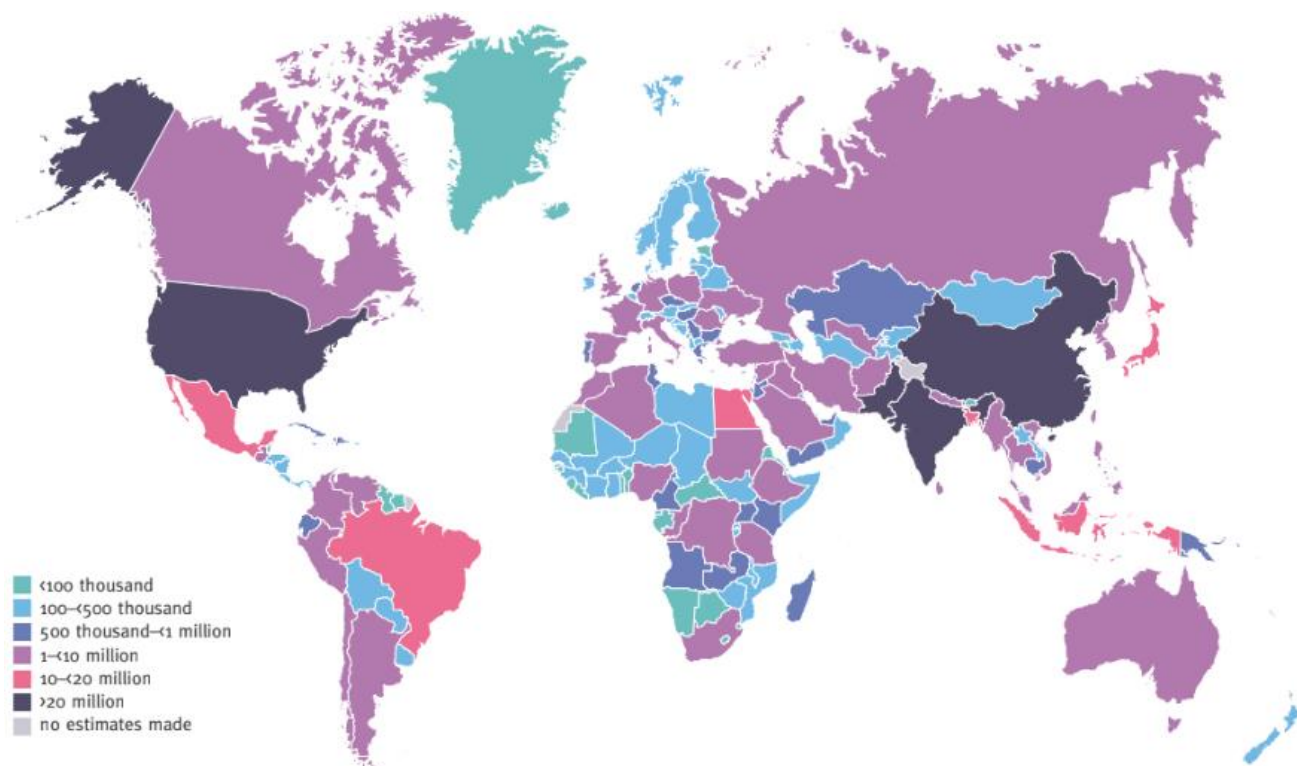 <100 thousand
100–<500 thousand
500 thousand–<1 million
1–<10 million
10–<20 million
>20 million
no estimates made